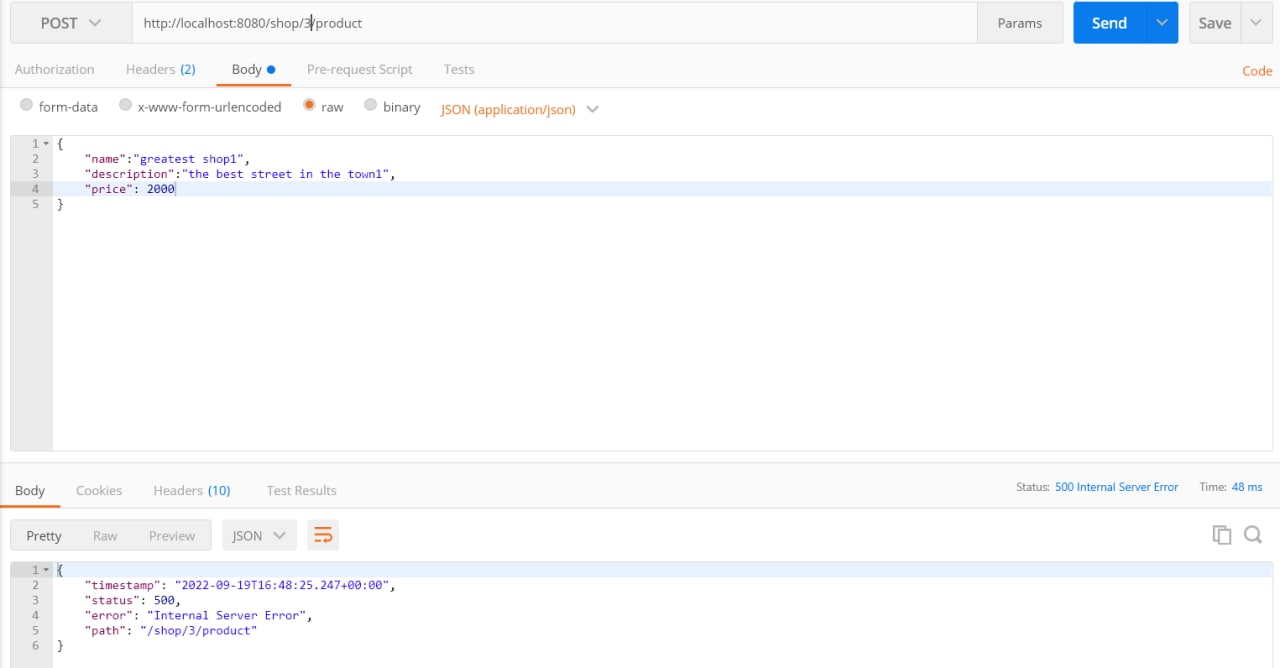 POST http://localhost:8080/shop/3/product Params Send Save
Authorization Headers (2) Body Pre-request Script Tests Code
form-data x-www-form-urlencoded raw binary JSON (application/json)
1 {
2 "name":"greatest shop1",
3 "description":"the best street in the town1",
4 "price": 2000
5 }
Body Cookies Headers (10) Test Results Status: 500 Internal Server Error Time: 48 ms
Pretty Raw Preview JSON
1 {
2 "timestamp": "2022-09-19T16:48:25.247+00:00",
3 "status": 500,
4 "error": "Internal Server Error",
5 "path": "/shop/3/product"
6 }